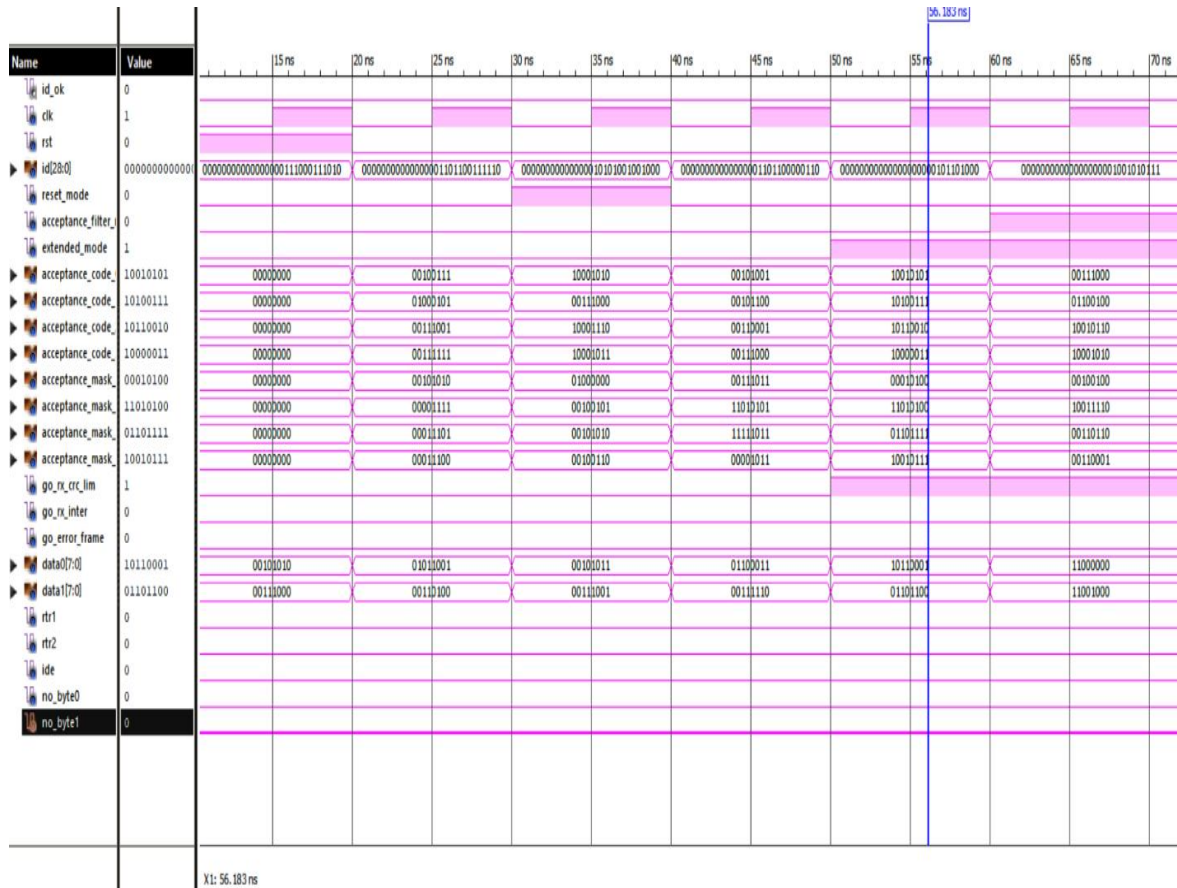 56.183 ns
15 ns 20 ns 25 ns 30 ns 35 ns 40 ns 45 ns 50 ns 55 ns 60 ns 65 ns 70 ns
Name Value
id_ok 0
clk 1
rst 0
id[28:0]
reset_mode 0
acceptance_filter_ 0
extended_mode 1
acceptance_code_ 10010101 00000000 00100111 10001010 00101001 10010101 00111000
acceptance_code_ 10100111 00000000 01000101 00111000 00101100 10100111 01100100
acceptance_code_ 10110010 00000000 00111001 10001110 00110001 10110010 10010110
acceptance_code_ 10000011 00000000 00111111 10001011 00111000 10000011 10001010
acceptance_mask_ 00010100 00000000 00101010 01000000 00111011 00010100 00100100
acceptance_mask_ 11010100 00000000 00001111 00100101 11010101 11010100 10011110
acceptance_mask_ 01101111 00000000 00011101 00101010 11111011 01101111 00110110
acceptance_mask_ 10010111 00000000 00011100 00100110 00001011 10010111 00110001
go_rx_crc_lim 1
go_rx_inter 0
go_error_frame 0
data0[7:0] 10110001 00101010 01011001 00101011 01100011 10110001 11000000
data1[7:0] 01101100 00111000 00110100 00111001 00111110 01101100 11001000
rtr1 0
rtr2 0
ide 0
no_byte0 0
no_byte1 0
X1: 56.183 ns